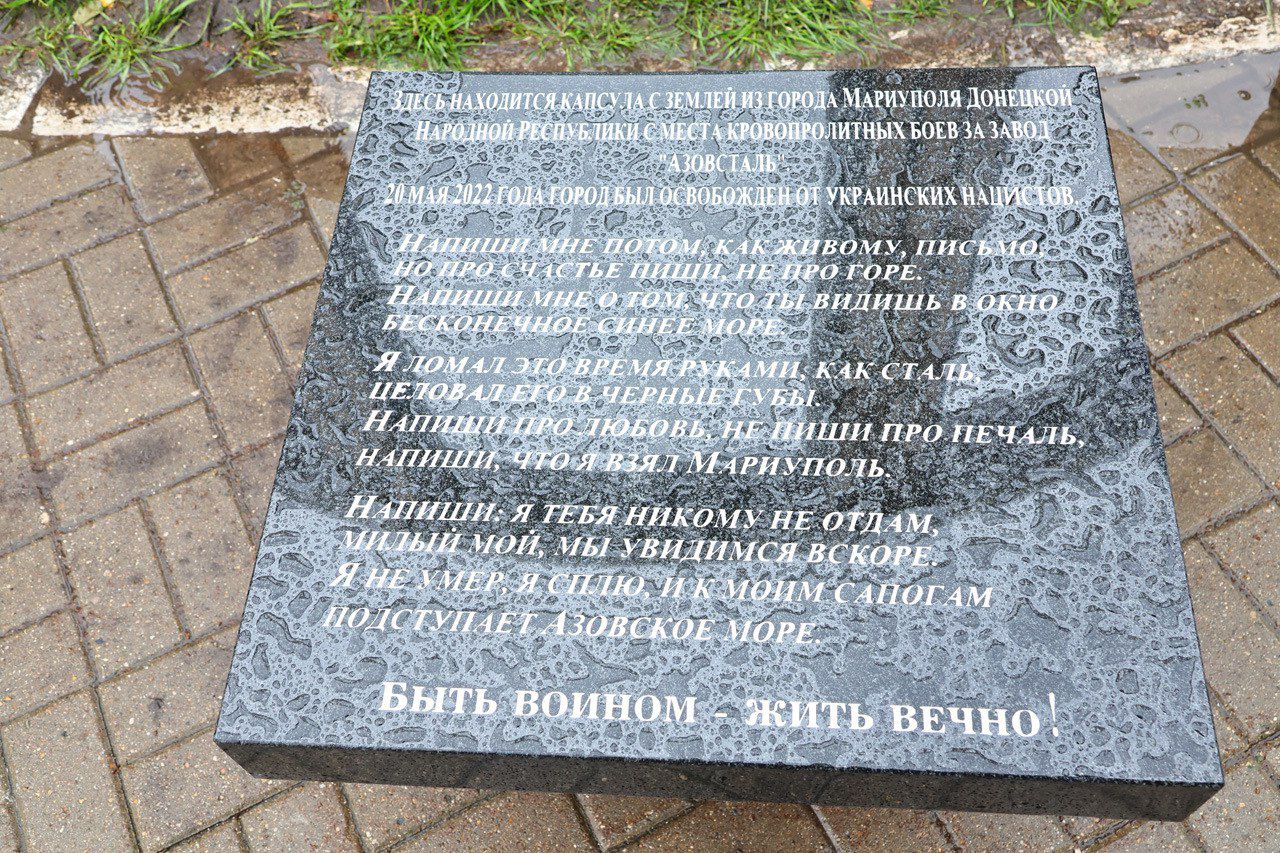 Здесь находится капсула с землей из города Мариуполя Донецкой
Народной Республики с места кровопролитных боев за завод
"Азовсталь"
20 мая 2022 года город был освобожден от украинских нацистов.
Напиши мне потом, как живому, письмо,
но про счастье пиши, не про горе.
Напиши мне о том, что ты видишь в окно
бесконечное синее море.
Я ломал это время руками, как сталь,
целовал его в черные губы.
Напиши про любовь, не пиши про печаль,
напиши, что я взял Мариуполь.
Напиши: я тебя никому не отдам,
милый мой, мы увидимся вскоре.
Я не умер, я сплю, и к моим сапогам
подступает Азовское море.
Быть воином - жить вечно!